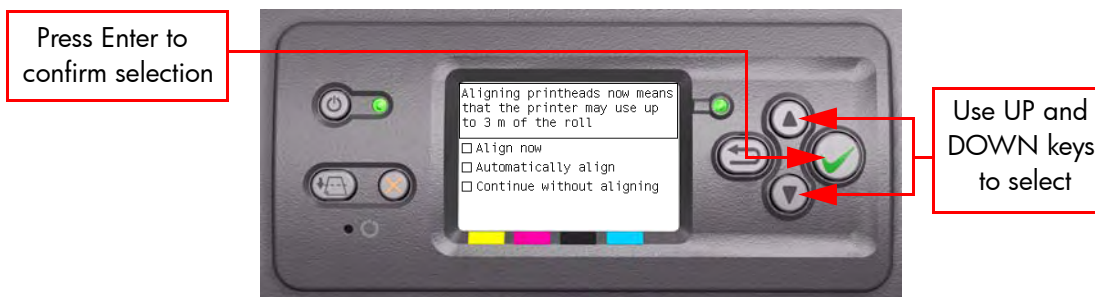 Press Enter to
confirm selection
Aligning printheads now means
that the printer may use up
to 3 m of the roll
Align now
Automatically align
Continue without aligning
Use UP and
DOWN keys
to select